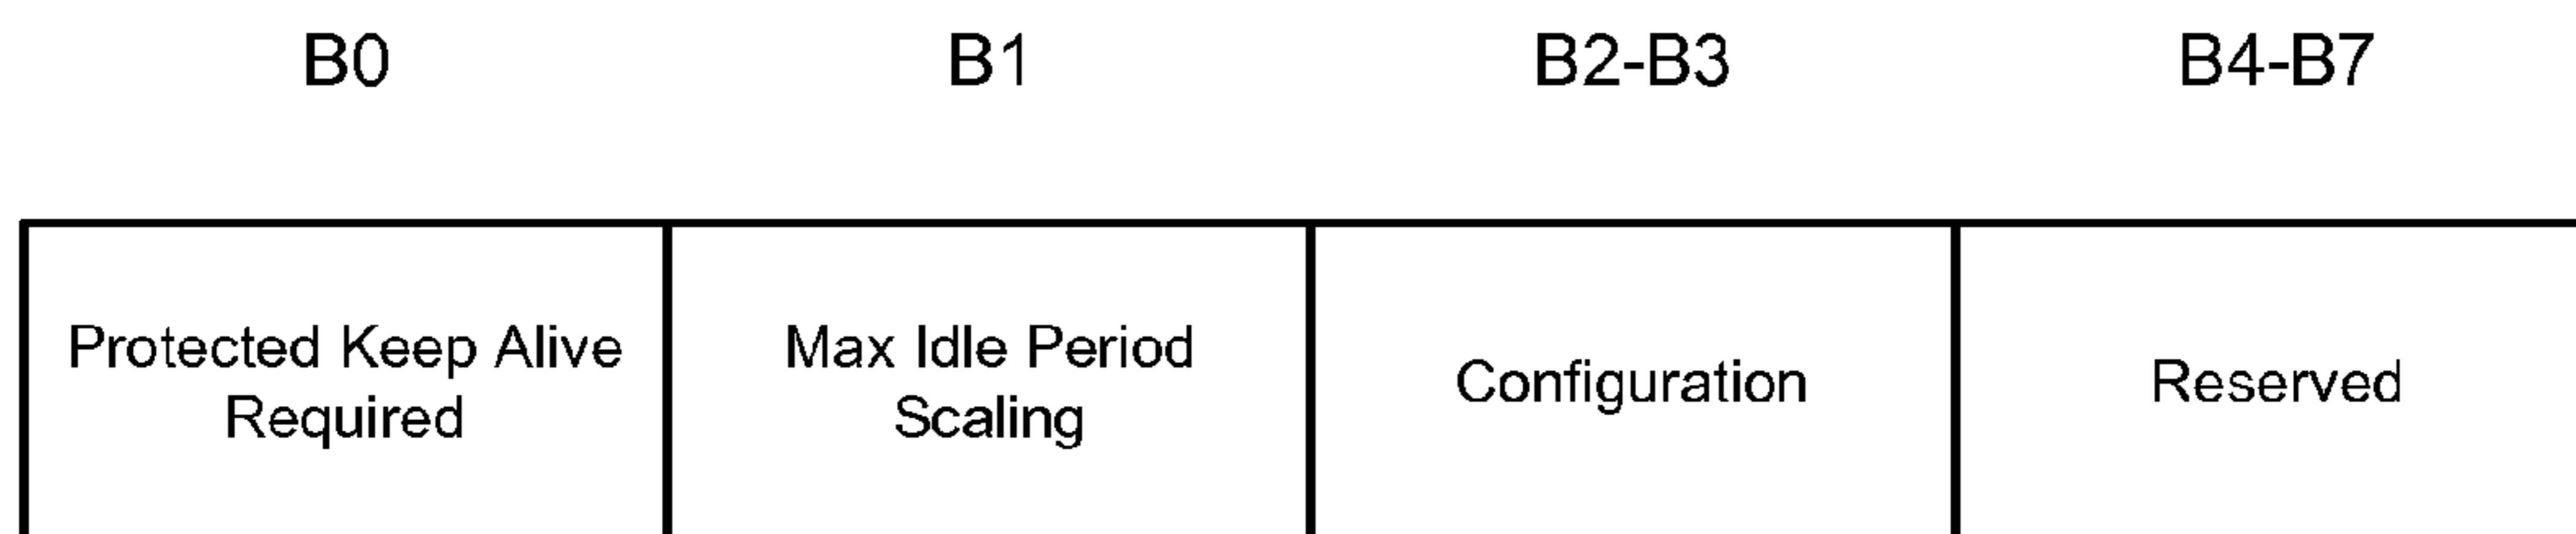 B0 B1 B2-B3 B4-B7
Protected Keep Alive
Required
Max Idle Period
Scaling
Configuration
Reserved